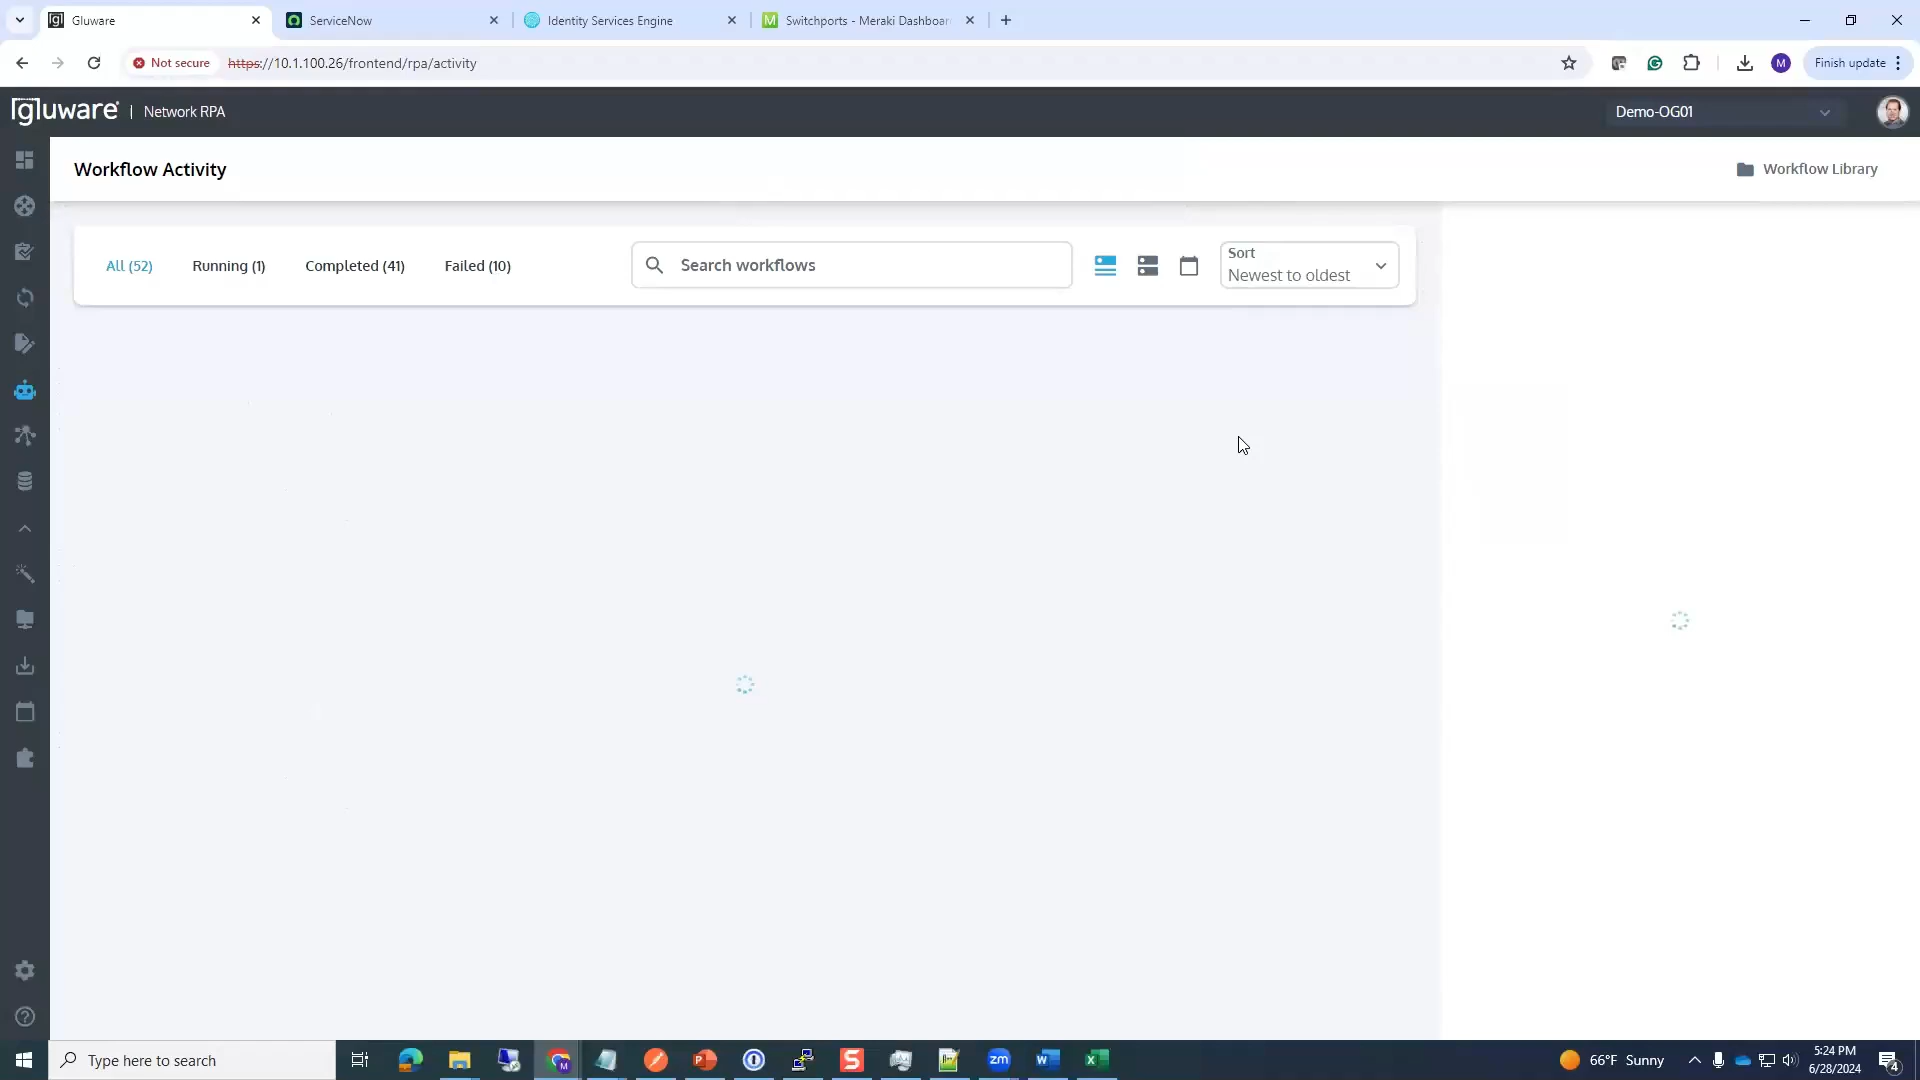 Gluware
ServiceNow
Identity Services Engine
Switchports - Meraki Dashboar
Not secure
https://10.1.100.26/frontend/rpa/activity
M
Finish update
[gluware®
| Network RPA
Demo-OG01
Workflow Activity
Workflow Library
All (52)
Running (1)
Completed (41)
Failed (10)
Search workflows
Sort
Newest to oldest
Type here to search
zm
66°F Sunny
5:24 PM
6/28/2024
4